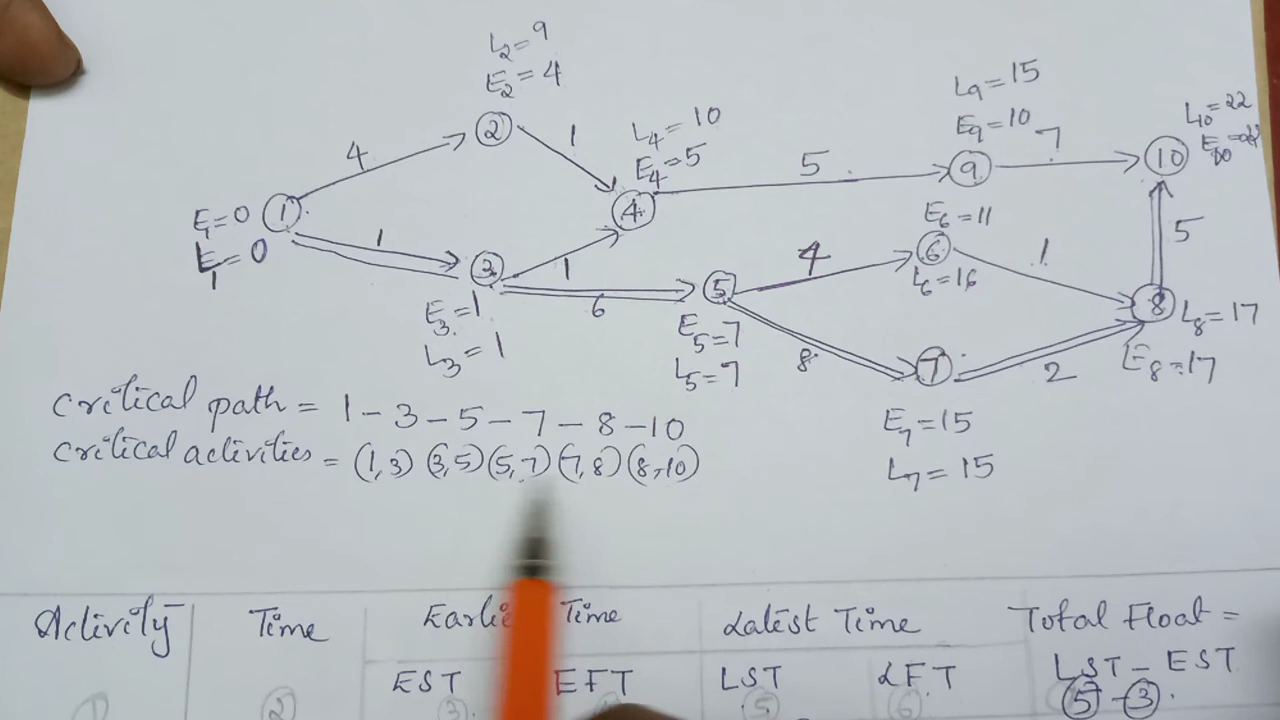 L2=9
E2=4
2
4
1
L4=10
E4=5
4
5
L9=15
E9=10
9
7
L10=22
10
E1=0
1
L1=0
1
3
E3=1
L3=1
1
6
5
E5=7
L5=7
4
E6=11
6
L6=16
1
8
7
E7=15
L7=15
2
8
L8=17
E8=17
5
Critical path = 1-3-5-7-8-10
Critical activities = (1,3) (3,5) (5,7) (7,8) (8,10)
Activity
Time
Time
Latest Time
Total Float =
EST
EFT
LST
LFT
LST - EST
1
2
3
5
6
5 - 3.